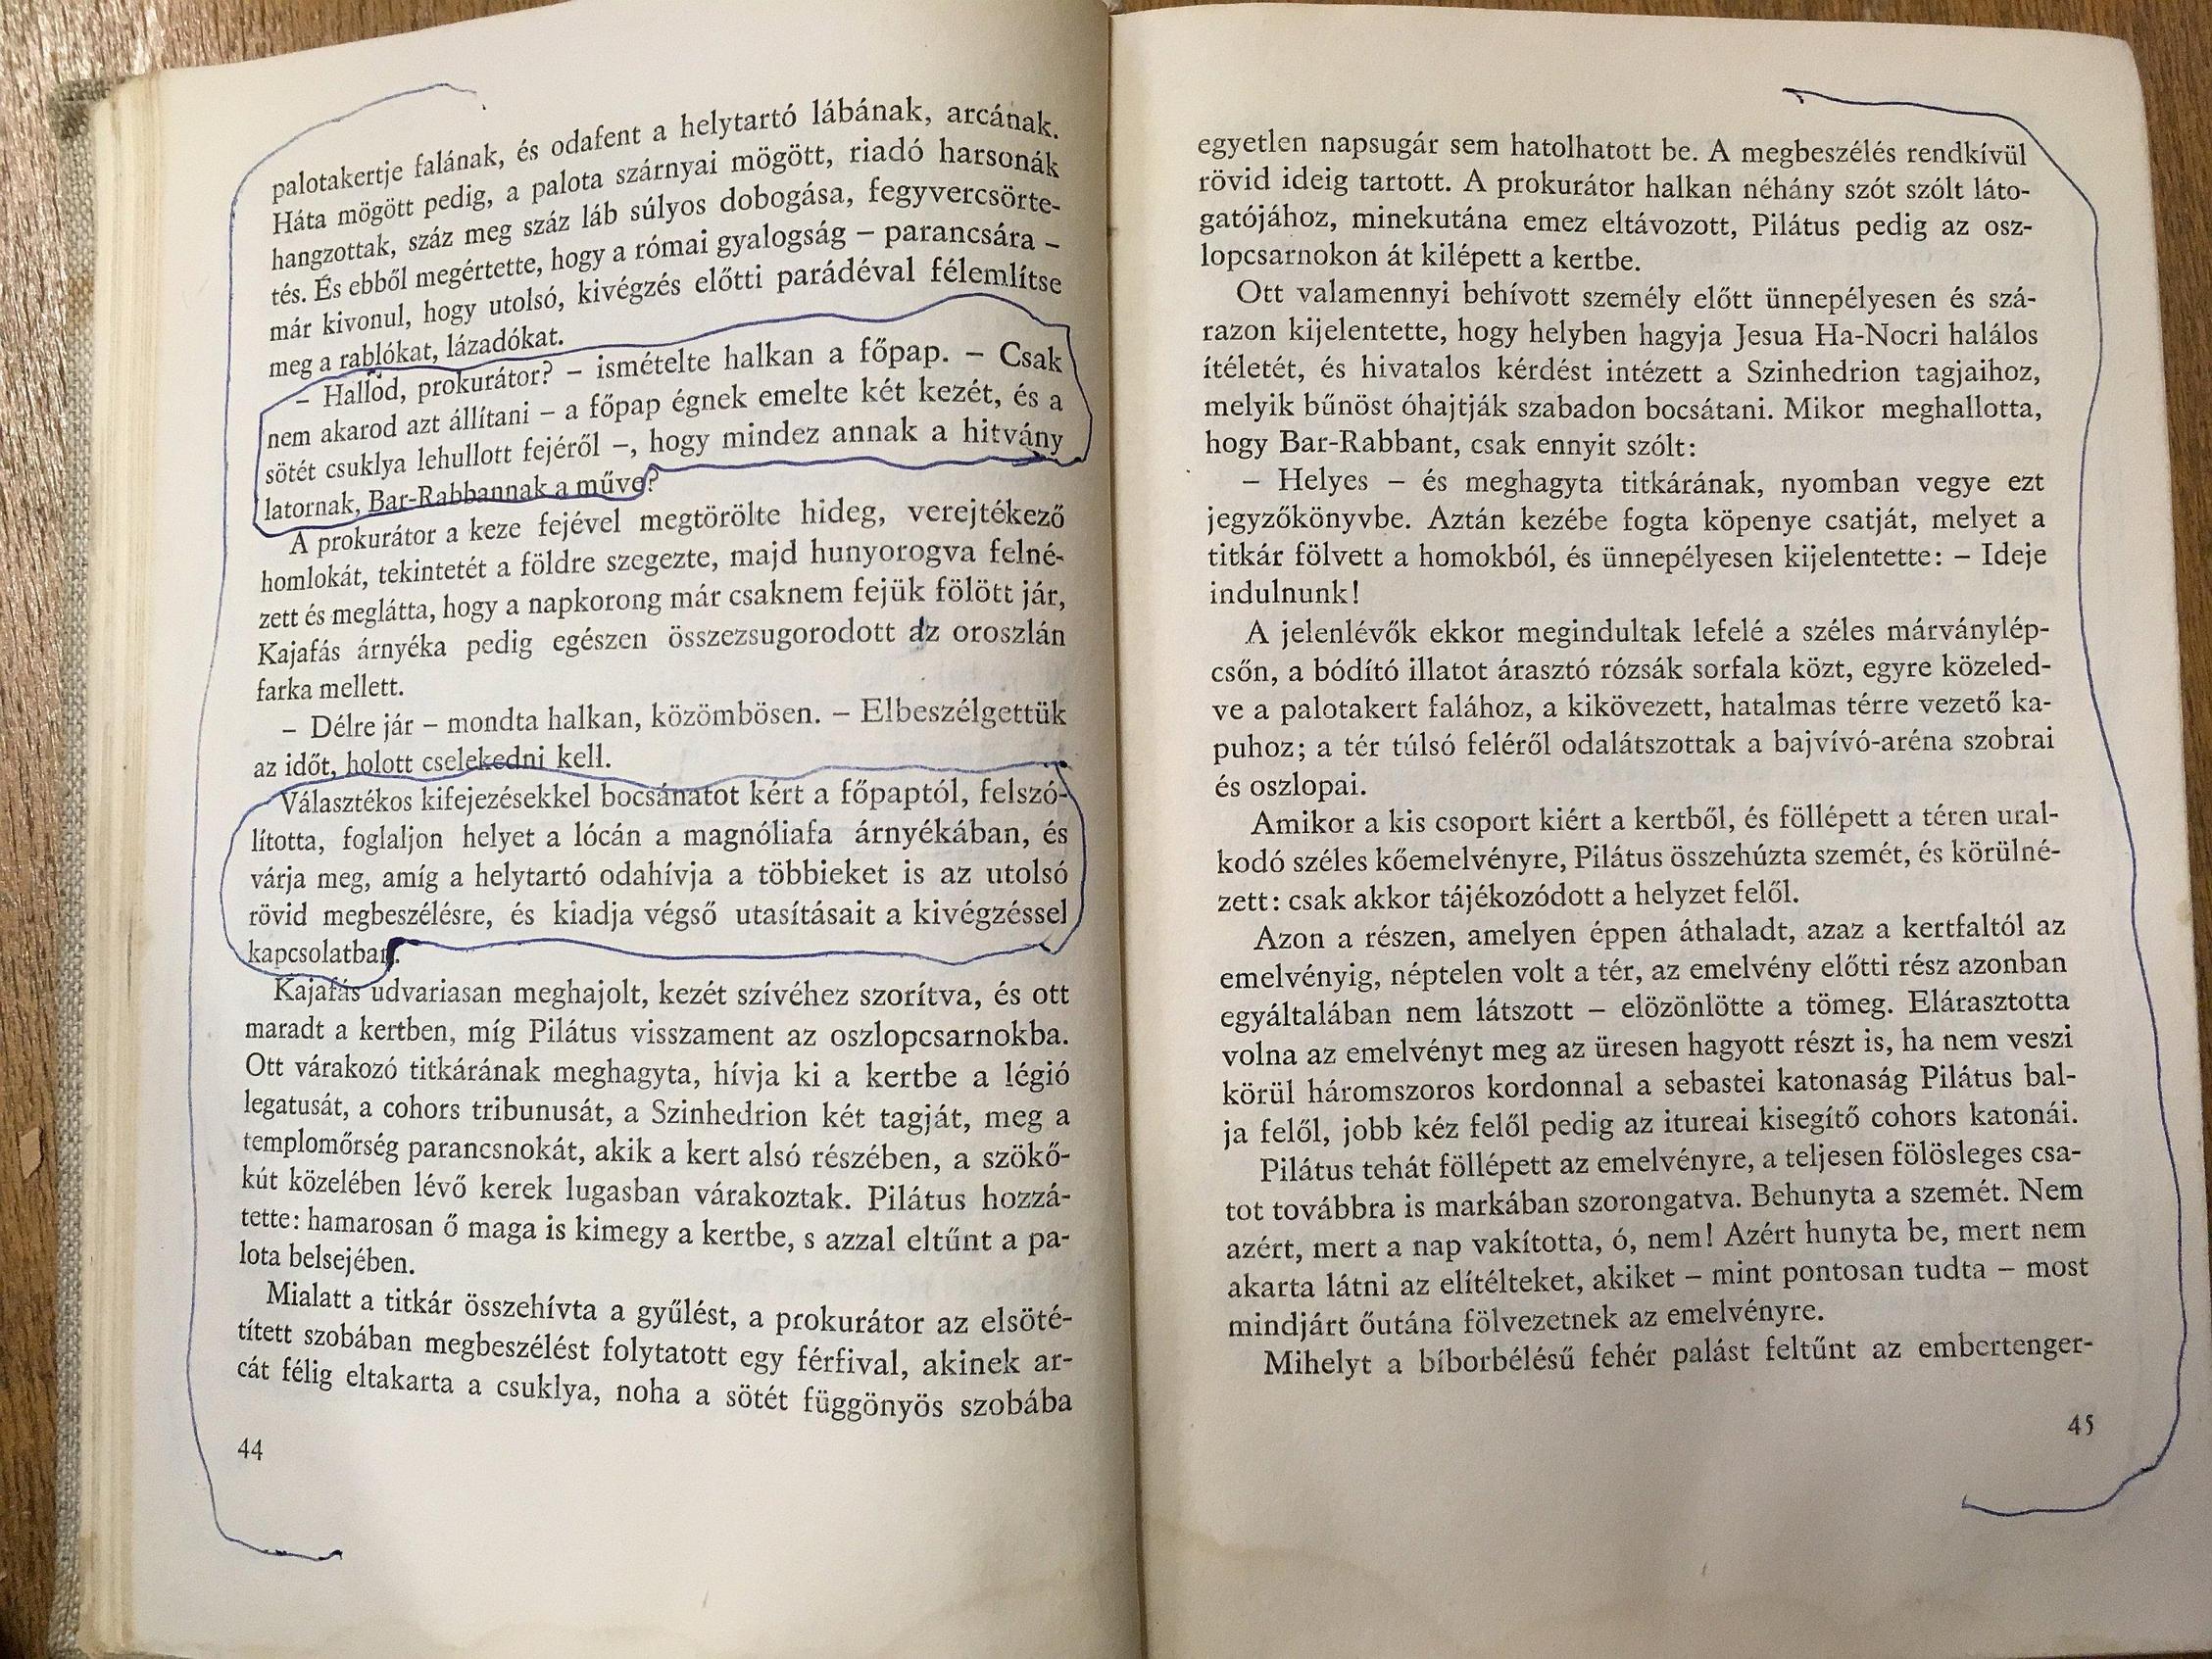 palotakertje falának, és odafent a helytartó lábának, arcának.
Háta mögött pedig, a palota szárnyai mögött, riadó harsonák
hangzottak, száz meg száz láb súlyos dobogása, fegyvercsörte-
tés. És ebből megértette, hogy a római gyalogság – parancsára –
már kivonul, hogy utolsó, kivégzés előtti parádéval félemlítse
meg a rablókat, lázadókat.
– Hallod, prokurátor? – ismételte halkan a főpap. – Csak
nem akarod azt állítani – a főpap égnek emelte két kezét, és a
sötét csuklya lehullott fejéről –, hogy mindez annak a hitvány
latornak, Bar-Rabbannak a műve?
A prokurátor a keze fejével megtörölte hideg, verejtékező
homlokát, tekintetét a földre szegezte, majd hunyorogva felné-
zett és meglátta, hogy a napkorong már csaknem fejük fölött jár,
Kajafás árnyéka pedig egészen összezsugorodott az oroszlán
farka mellett.
– Délre jár – mondta halkan, közömbösen. – Elbeszélgettük
az időt, holott cselekedni kell.
Választékos kifejezésekkel bocsánatot kért a főpaptól, felszó-
lította, foglaljon helyet a lócán a magnóliafa árnyékában, és
várja meg, amíg a helytartó odahívja a többieket is az utolsó
rövid megbeszélésre, és kiadja végső utasításait a kivégzéssel
kapcsolatban.
Kajafás udvariasan meghajolt, kezét szívéhez szorítva, és ott
maradt a kertben, míg Pilátus visszament az oszlopcsarnokba.
Ott várakozó titkárának meghagyta, hívja ki a kertbe a légió
legatusát, a cohors tribunusát, a Szinhedrion két tagját, meg a
templomőrség parancsnokát, akik a kert alsó részében, a szökő-
kút közelében lévő kerek lugasban várakoztak. Pilátus hozzá-
tette: hamarosan ő maga is kimegy a kertbe, s azzal eltűnt a pa-
lota belsejében.
Mialatt a titkár összehívta a gyűlést, a prokurátor az elsöté-
tített szobában megbeszélést folytatott egy férfival, akinek ar-
cát félig eltakarta a csuklya, noha a sötét függönyös szobába
44
egyetlen napsugár sem hatolhatott be. A megbeszélés rendkívül
rövid ideig tartott. A prokurátor halkan néhány szót szólt láto-
gatójához, minekutána emez eltávozott, Pilátus pedig az osz-
lopcsarnokon át kilépett a kertbe.
Ott valamennyi behívott személy előtt ünnepélyesen és szá-
razon kijelentette, hogy helyben hagyja Jesua Ha-Nocri halálos
ítéletét, és hivatalos kérdést intézett a Szinhedrion tagjaihoz,
melyik bűnöst óhajtják szabadon bocsátani. Mikor meghallotta,
hogy Bar-Rabbant, csak ennyit szólt:
– Helyes – és meghagyta titkárának, nyomban vegye ezt
jegyzőkönyvbe. Aztán kezébe fogta köpenye csatját, melyet a
titkár fölvett a homokból, és ünnepélyesen kijelentette: – Ideje
indulnunk!
A jelenlévők ekkor megindultak lefelé a széles márványlép-
csőn, a bódító illatot árasztó rózsák sorfala közt, egyre közeled-
ve a palotakert falához, a kikövezett, hatalmas térre vezető ka-
puhoz; a tér túlsó feléről odalátszottak a bajvívó-aréna szobrai
és oszlopai.
Amikor a kis csoport kiért a kertből, és föllépett a téren ural-
kodó széles kőemelvényre, Pilátus összehúzta szemét, és körülné-
zett: csak akkor tájékozódott a helyzet felől.
Azon a részen, amelyen éppen áthaladt, azaz a kertfaltól az
emelvényig, néptelen volt a tér, az emelvény előtti rész azonban
egyáltalában nem látszott – elözönlötte a tömeg. Elárasztotta
volna az emelvényt meg az üresen hagyott részt is, ha nem veszi
körül háromszoros kordonnal a sebastei katonaság Pilátus bal-
ja felől, jobb kéz felől pedig az itureai kisegítő cohors katonái.
Pilátus tehát föllépett az emelvényre, a teljesen fölösleges csa-
tot továbbra is markában szorongatva. Behunyta a szemét. Nem
azért, mert a nap vakította, ó, nem! Azért hunyta be, mert nem
akarta látni az elítélteket, akiket – mint pontosan tudta – most
mindjárt őutána fölvezetnek az emelvényre.
Mihelyt a bíborbélésű fehér palást feltűnt az embertenger-
45